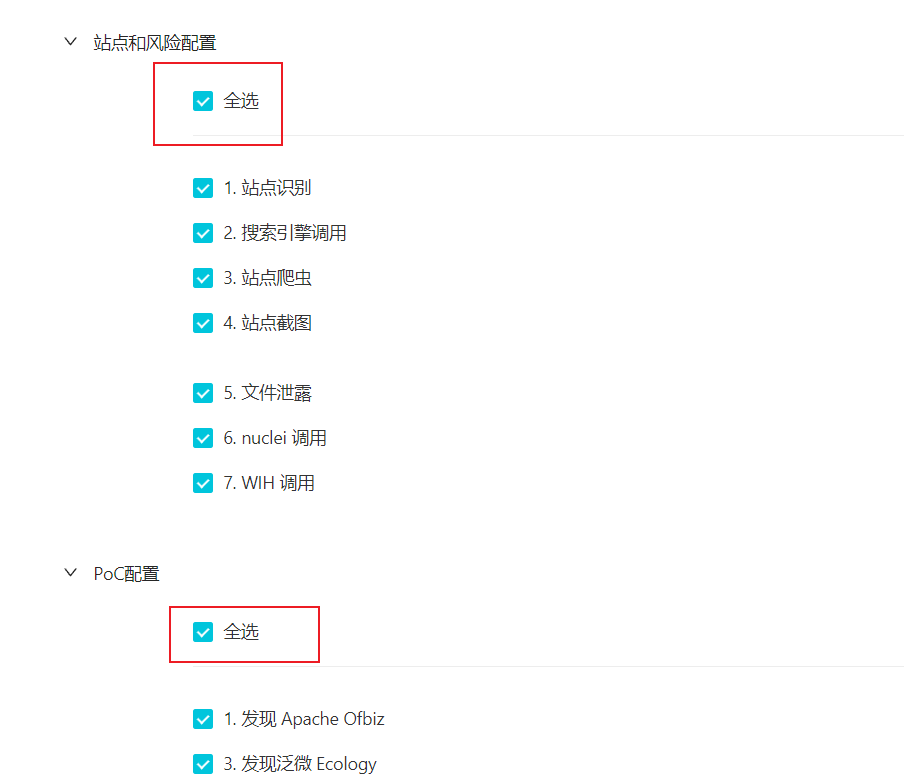 站点和风险配置
全选
1. 站点识别
2. 搜索引擎调用
3. 站点爬虫
4. 站点截图
5. 文件泄露
6. nuclei 调用
7. WIH 调用
PoC配置
全选
1. 发现 Apache Ofbiz
3. 发现泛微 Ecology